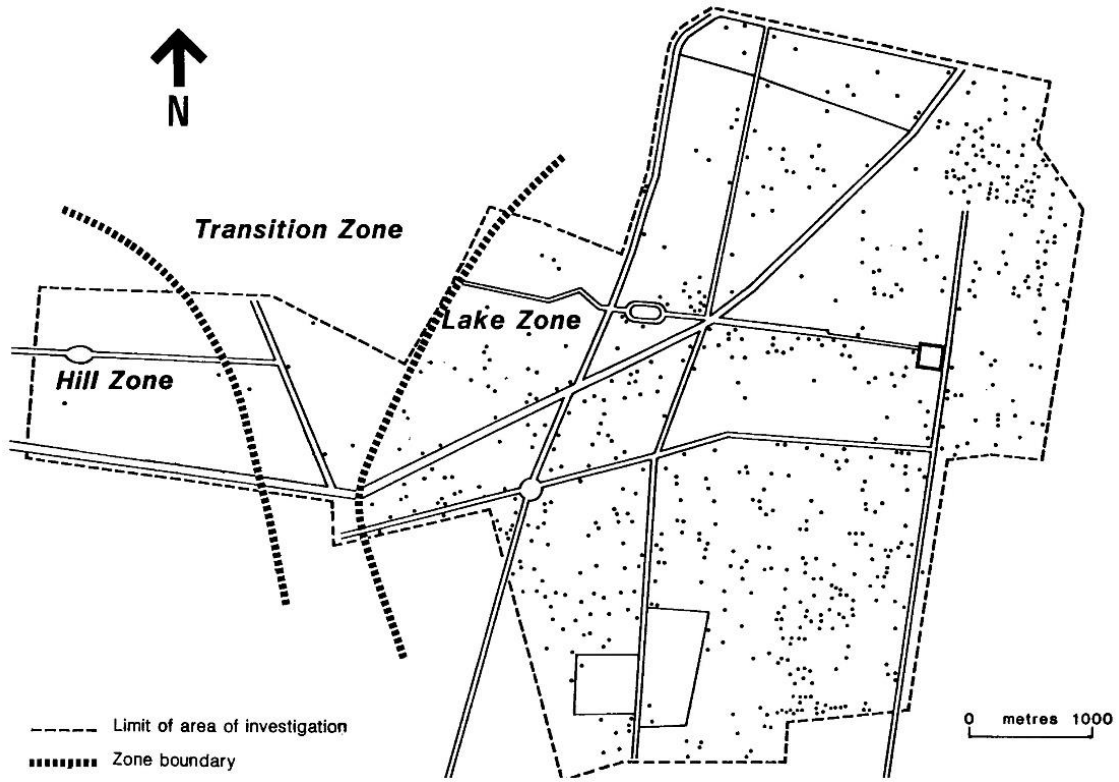 N
Transition Zone
Lake Zone
Hill Zone
Limit of area of investigation
0 metres 1000
Zone boundary